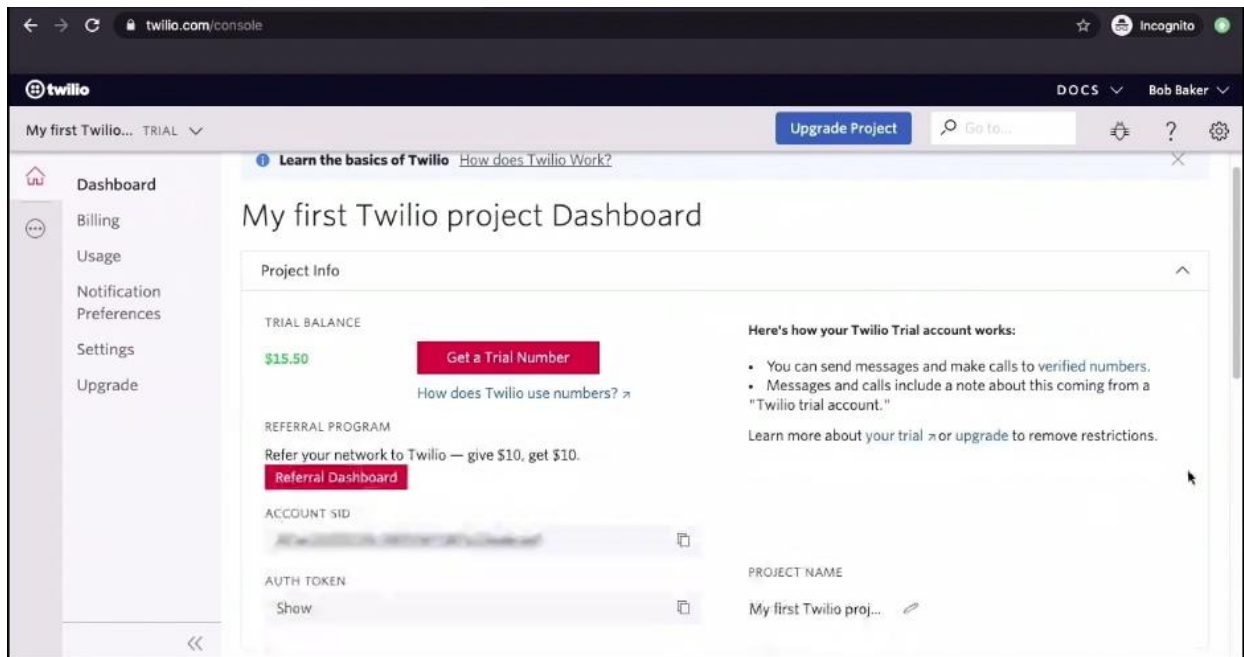 twilio.com/console
Incognito
twilio
DOCS
Bob Baker
My first Twilio... TRIAL
Upgrade Project
Go to...
?
Learn the basics of Twilio How does Twilio Work?
Dashboard
Billing
Usage
Notification
Preferences
Settings
Upgrade
My first Twilio project Dashboard
Project Info
TRIAL BALANCE
$15.50
Get a Trial Number
How does Twilio use numbers?
REFERRAL PROGRAM
Refer your network to Twilio — give $10, get $10.
Referral Dashboard
ACCOUNT SID
AUTH TOKEN
Show
Here's how your Twilio Trial account works:
• You can send messages and make calls to verified numbers.
• Messages and calls include a note about this coming from a
"Twilio trial account."
Learn more about your trial or upgrade to remove restrictions.
PROJECT NAME
My first Twilio proj...